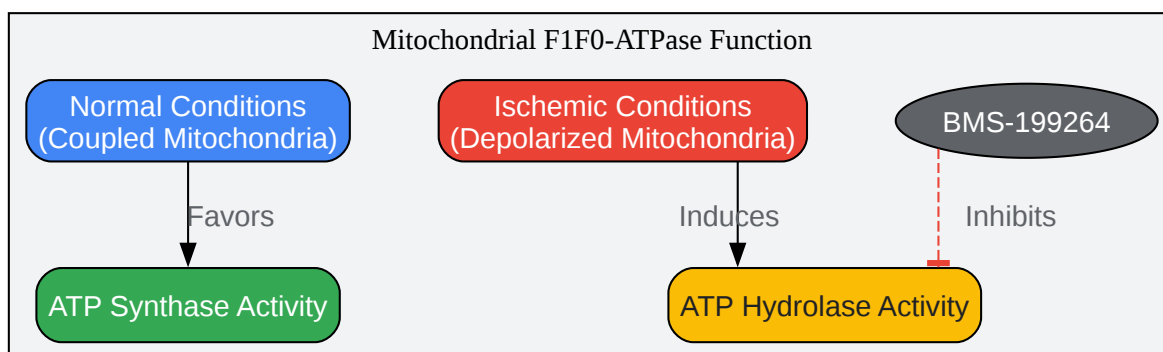 Mitochondrial F1F0-ATPase Function
Normal Conditions
(Coupled Mitochondria)
Ischemic Conditions
(Depolarized Mitochondria)
BMS-199264
Favors
Induces
Inhibits
ATP Synthase Activity
ATP Hydrolase Activity